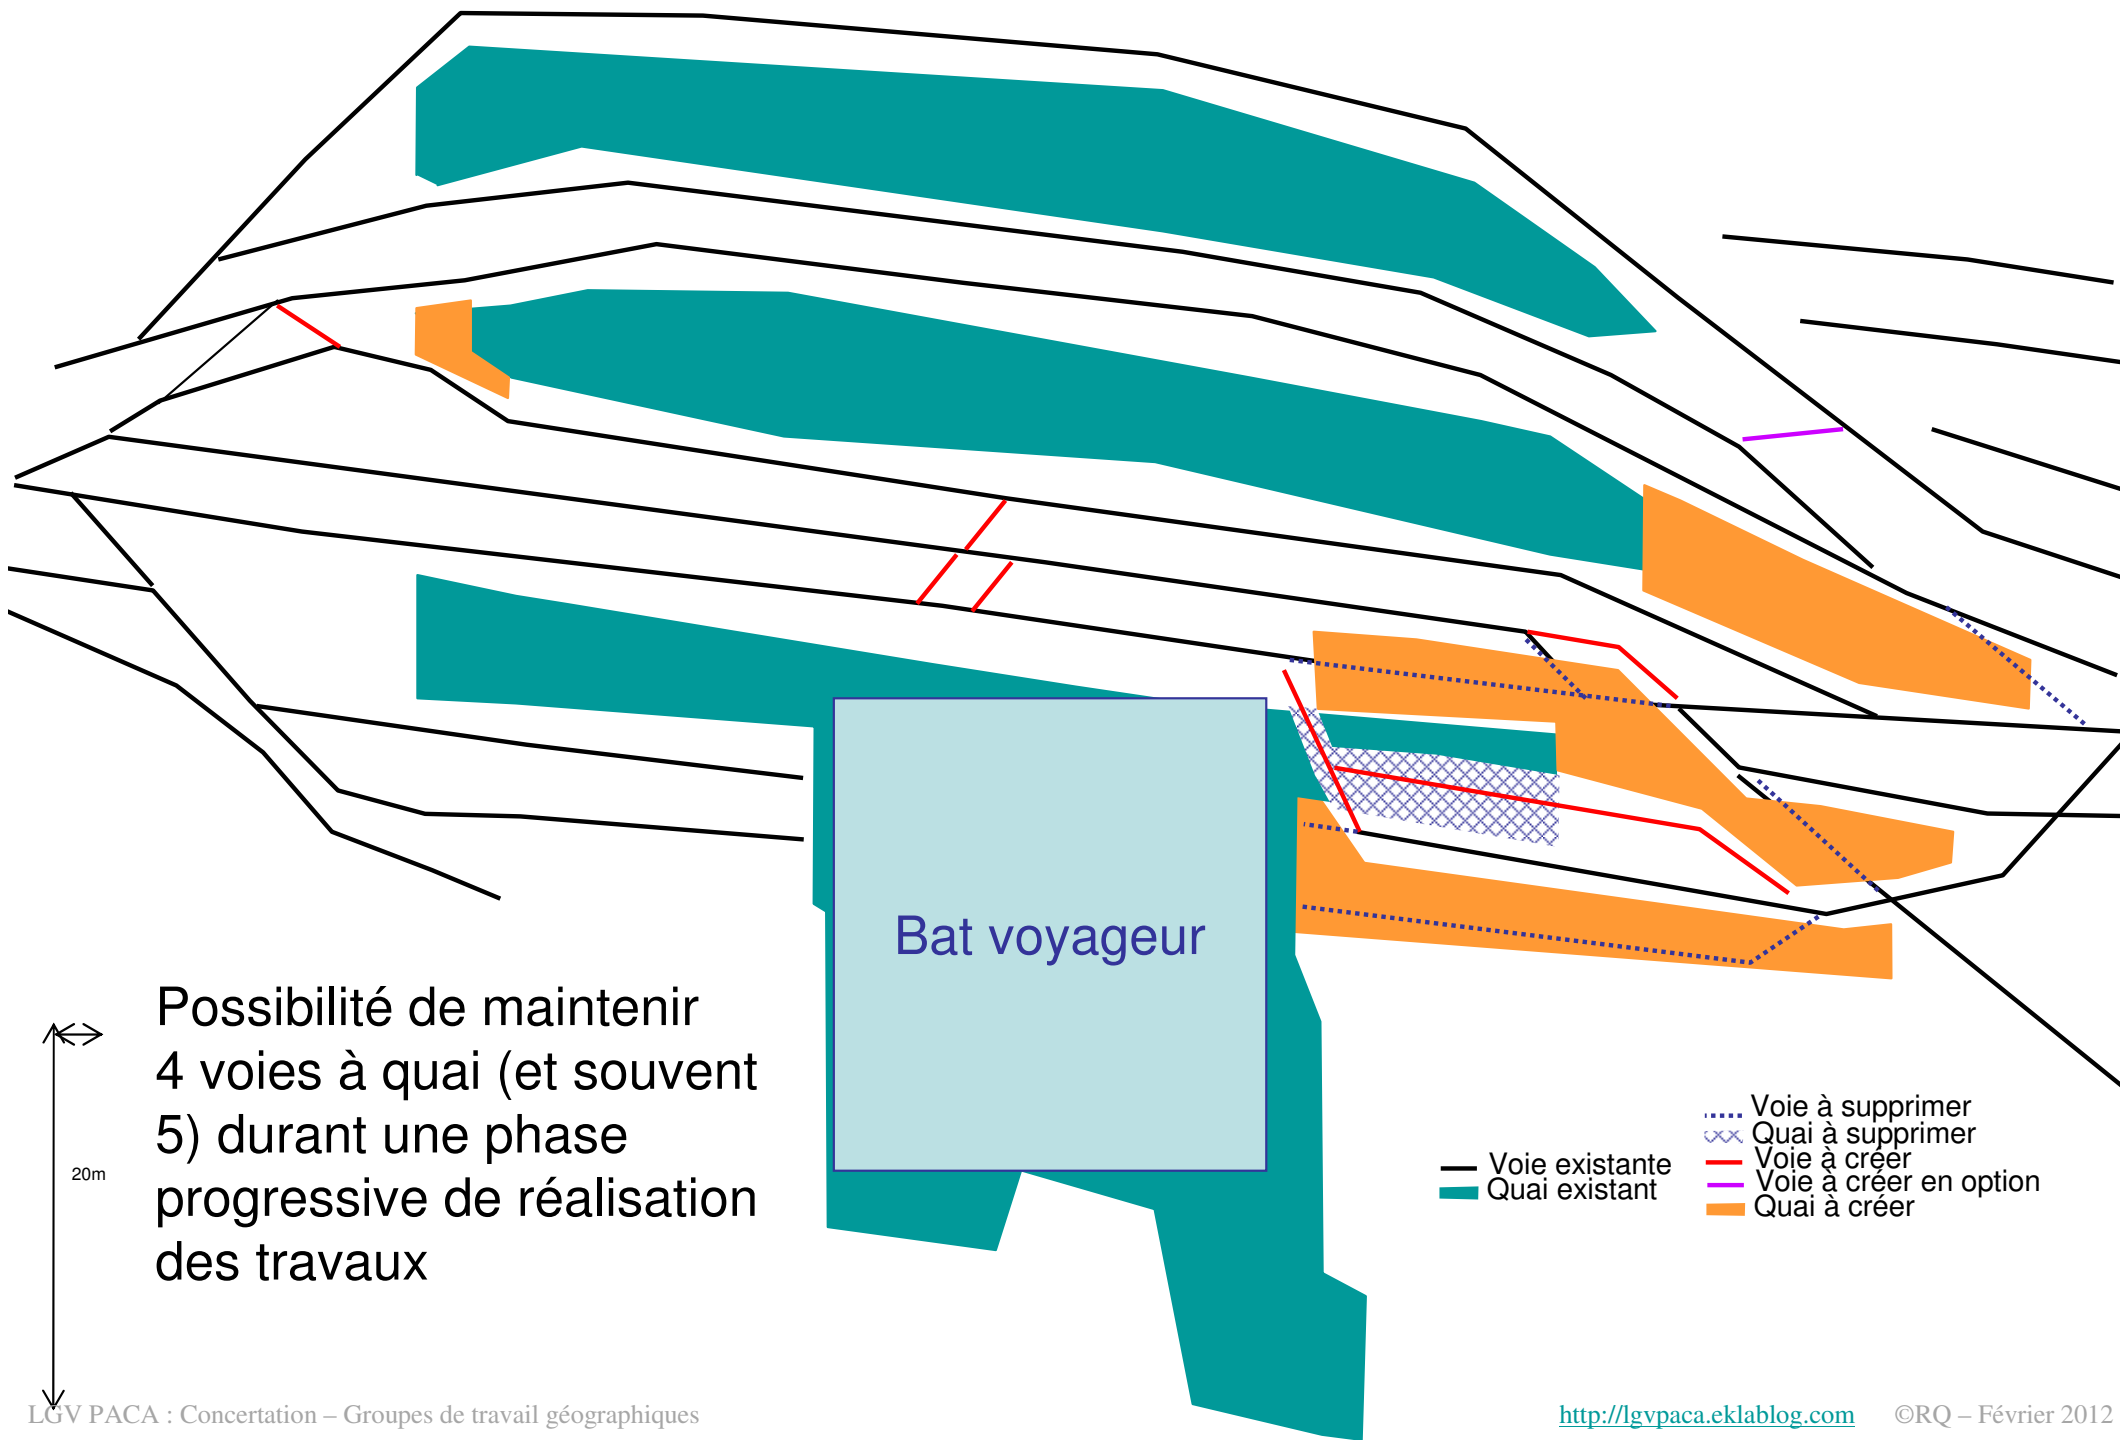 Bat voyageur
Possibilité de maintenir
4 voies à quai (et souvent
5) durant une phase
progressive de réalisation
des travaux
20m
Voie existante
Quai existant
Voie à supprimer
Quai à supprimer
Voie à créer
Voie à créer en option
Quai à créer
LGV PACA : Concertation – Groupes de travail géographiques
http://lgvpaca.eklablog.com ©RQ – Février 2012